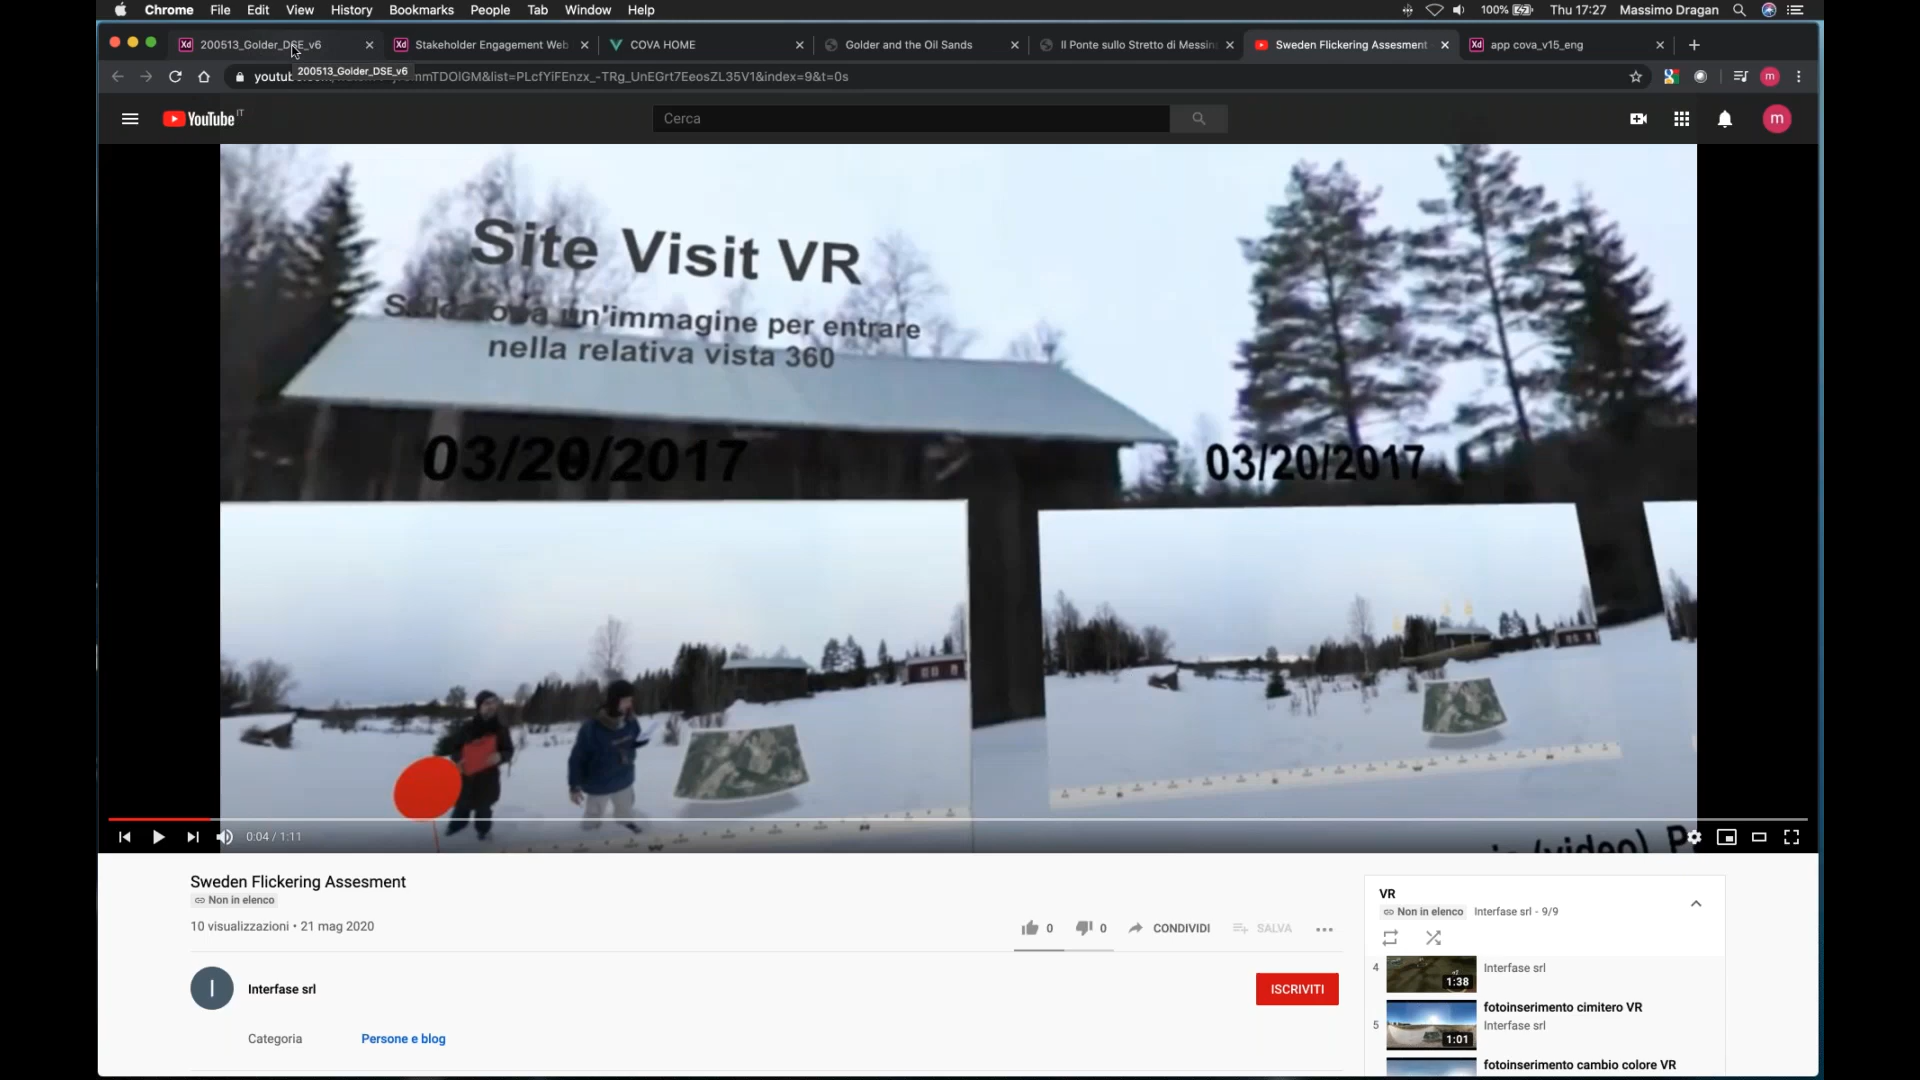 Chrome File Edit View History Bookmarks People Tab Window Help 100% Thu 17:27 Massimo Dragan
200513_Golder_DSE_v6 Stakeholder Engagement Web COVA HOME Golder and the Oil Sands Il Ponte sullo Stretto di Messin Sweden Flickering Assesment app cova_v15_eng
200513_Golder_DSE_v6
mmTDOlGM&list=PLcfYiFEnzx_-TRg_UnEGrt7EeosZL35V1&index=9&t=0s
YouTube IT Cerca m
Site Visit VR
un'immagine per entrare
nella relativa vista 360
03/20/2017 03/20/2017
0:04 / 1:11
Sweden Flickering Assesment
Non in elenco
10 visualizzazioni • 21 mag 2020
0 0 CONDIVIDI SALVA
I Interfase srl ISCRIVITI
Categoria Persone e blog
VR
Non in elenco Interfase srl - 9/9
4 1:38 Interfase srl
fotoinserimento cimitero VR
5 1:01 Interfase srl
fotoinserimento cambio colore VR